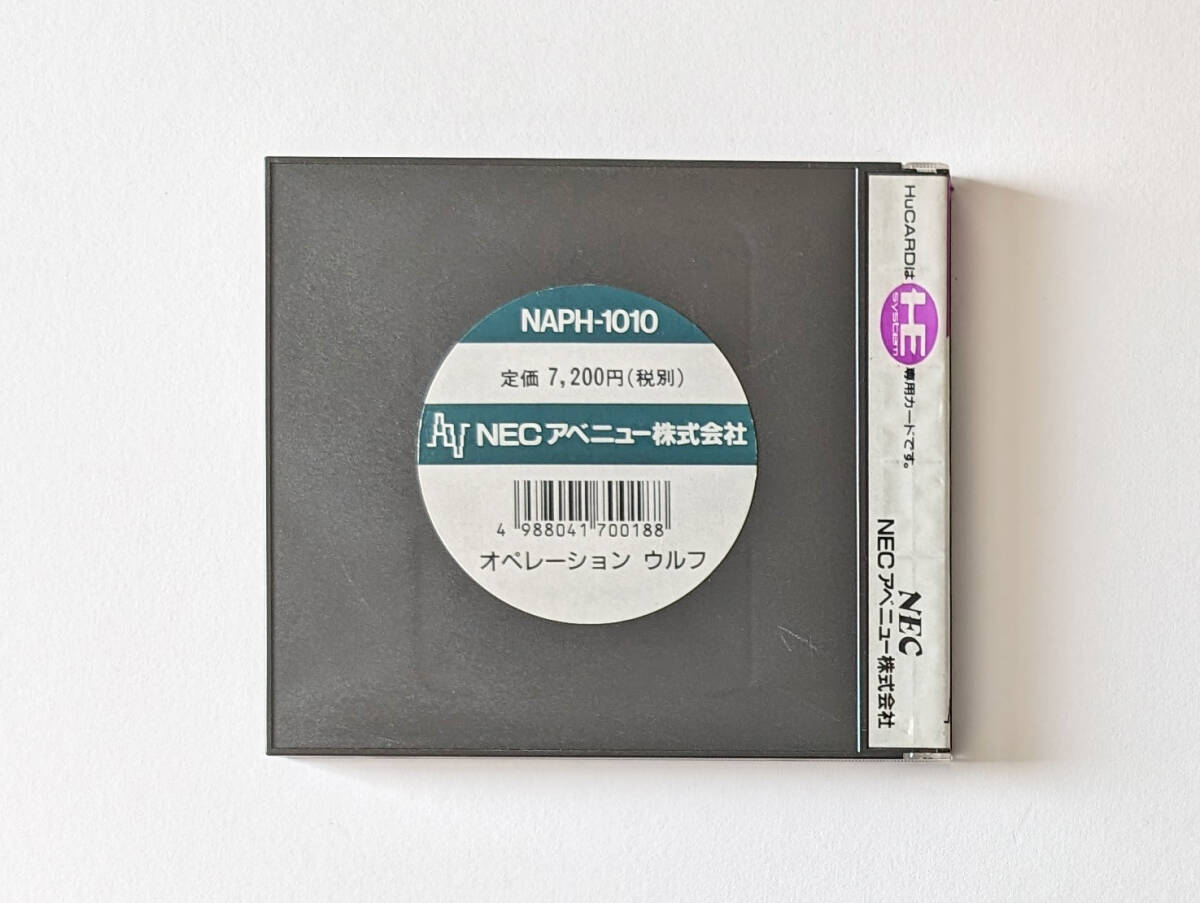 NAPH-1010
定価 7,200円(税別)
NECアベニュー株式会社
4 988041 700188
オペレーション ウルフ
HuCARDは HE system 専用カードです。
NEC
NECアベニュー株式会社